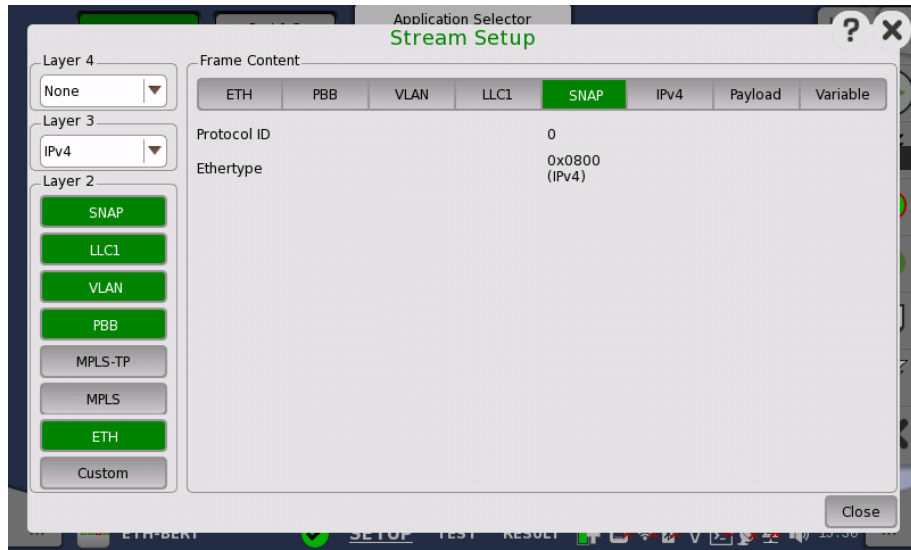 Application Selector
Stream Setup
? X
Layer 4
None
Layer 3
IPv4
Layer 2
SNAP
LLC1
VLAN
PBB
MPLS-TP
MPLS
ETH
Custom
Frame Content
ETH PBB VLAN LLC1 SNAP IPv4 Payload Variable
Protocol ID 0
Ethertype 0x0800
(IPv4)
Close
ETH-BERT SETUP TEST RESULT